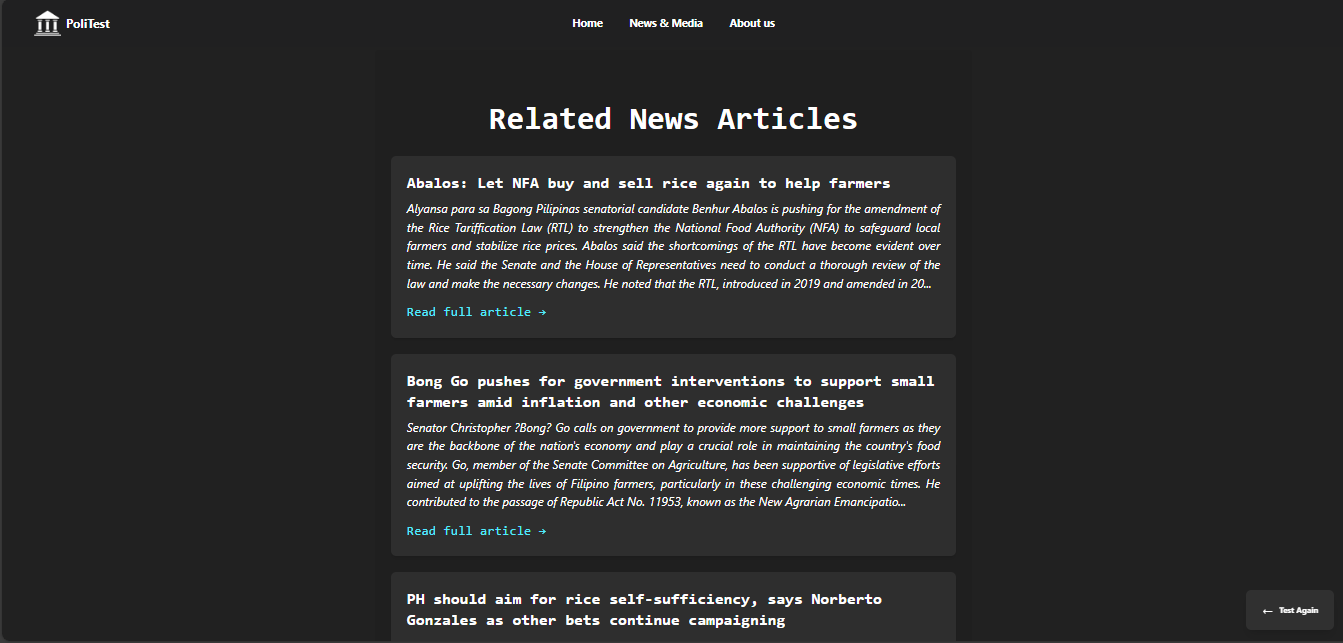 PoliTest
Home
News & Media
About us
Related News Articles
Abalos: Let NFA buy and sell rice again to help farmers
Alyansa para sa Bagong Pilipinas senatorial candidate Benhur Abalos is pushing for the amendment of
the Rice Tariffication Law (RTL) to strengthen the National Food Authority (NFA) to safeguard local
farmers and stabilize rice prices. Abalos said the shortcomings of the RTL have become evident over
time. He said the Senate and the House of Representatives need to conduct a thorough review of the
law and make the necessary changes. He noted that the RTL, introduced in 2019 and amended in 20...
Read full article →
Bong Go pushes for government interventions to support small
farmers amid inflation and other economic challenges
Senator Christopher ?Bong? Go calls on government to provide more support to small farmers as they
are the backbone of the nation's economy and play a crucial role in maintaining the country's food
security. Go, member of the Senate Committee on Agriculture, has been supportive of legislative efforts
aimed at uplifting the lives of Filipino farmers, particularly in these challenging economic times. He
contributed to the passage of Republic Act No. 11953, known as the New Agrarian Emancipatio...
Read full article →
PH should aim for rice self-sufficiency, says Norberto
Gonzales as other bets continue campaigning
← Test Again